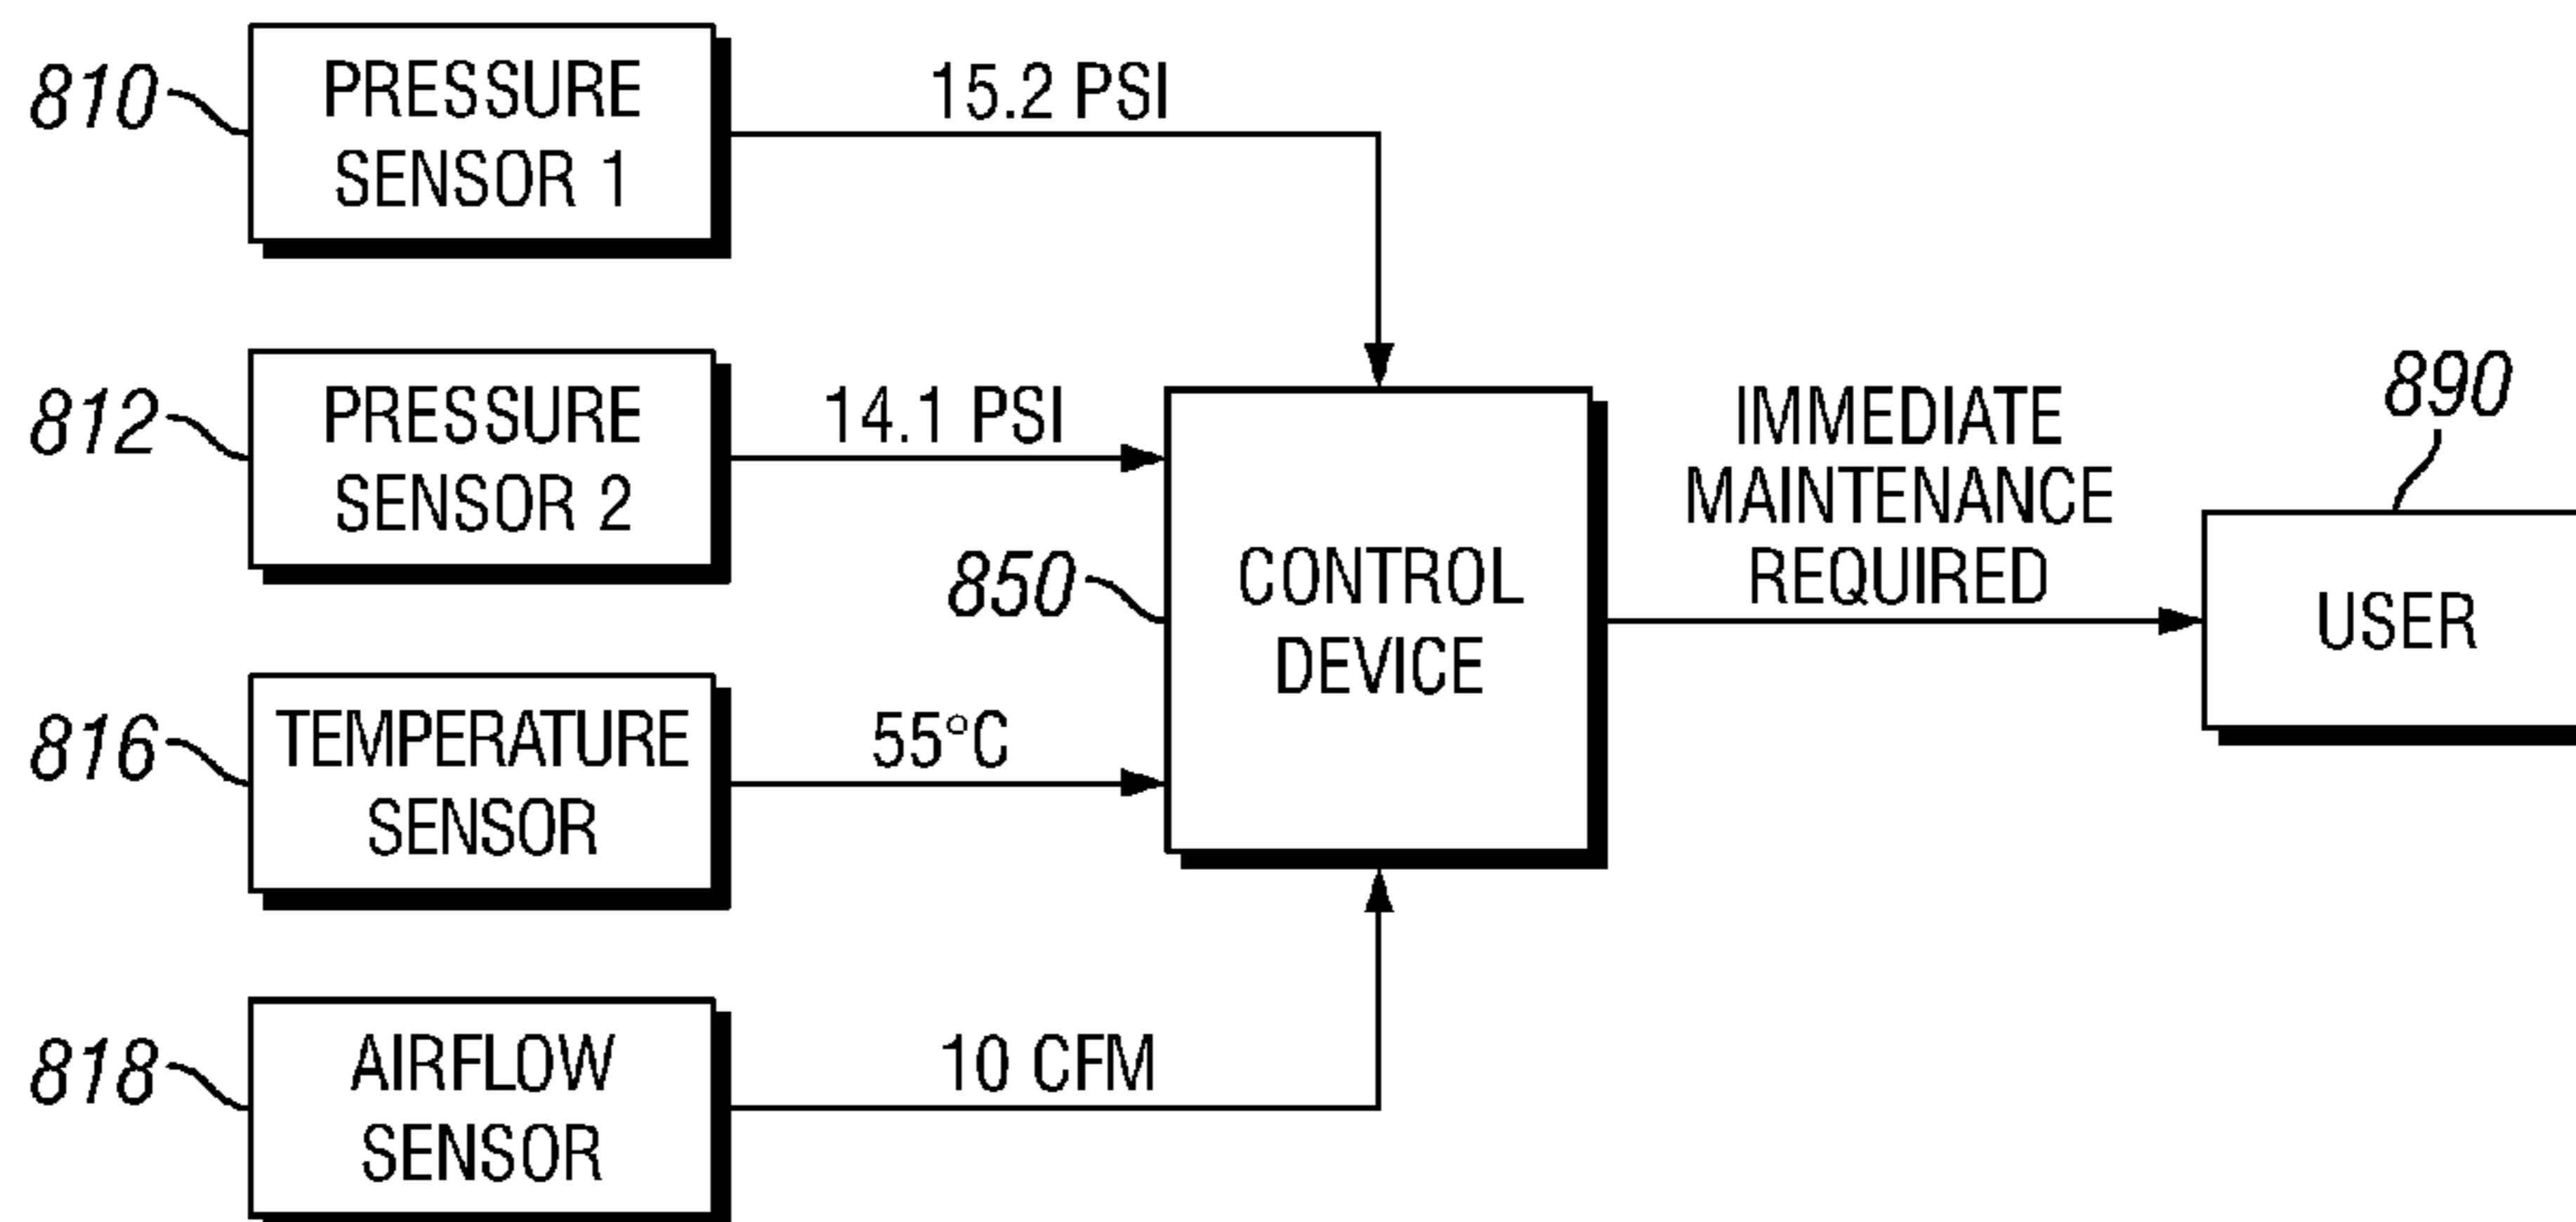 810
PRESSURE
SENSOR 1
15.2 PSI
812
PRESSURE
SENSOR 2
14.1 PSI
816
TEMPERATURE
SENSOR
55°C
818
AIRFLOW
SENSOR
10 CFM
850
CONTROL
DEVICE
IMMEDIATE
MAINTENANCE
REQUIRED
890
USER